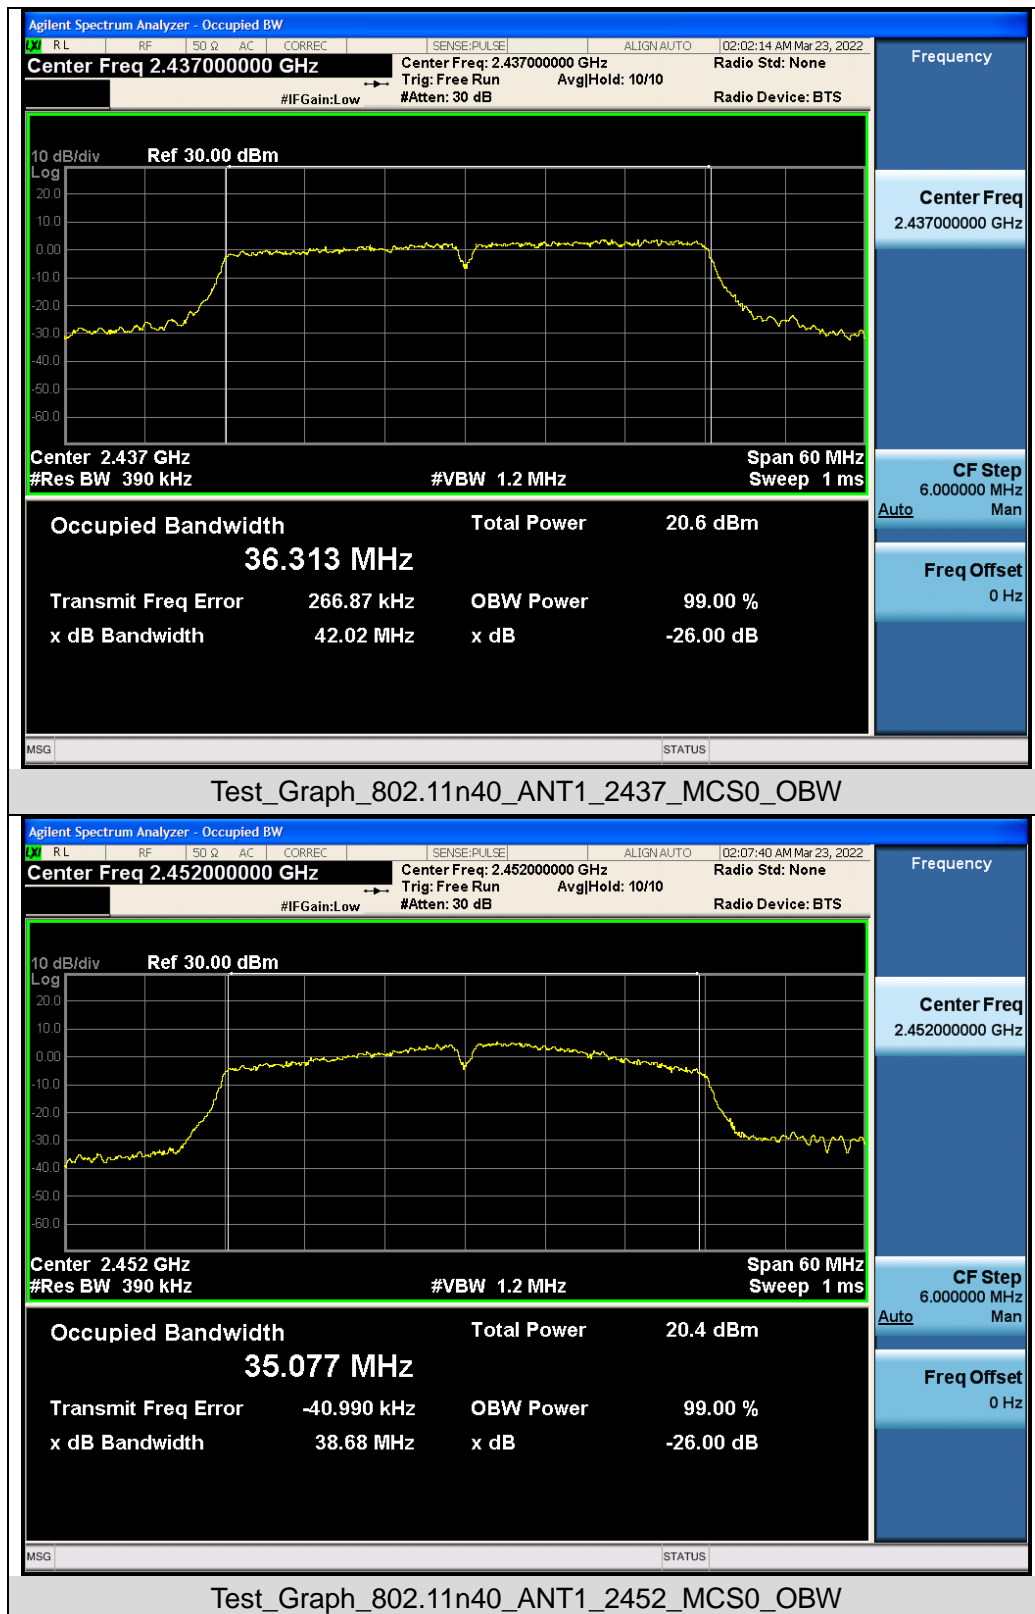 Agilent Spectrum Analyzer - Occupied BW
LXI RL RF 50 Ω AC CORREC SENSE:PULSE ALIGN AUTO 02:02:14 AM Mar 23, 2022
Center Freq 2.437000000 GHz
Center Freq: 2.437000000 GHz Radio Std: None
Trig: Free Run Avg|Hold: 10/10
#IFGain:Low #Atten: 30 dB Radio Device: BTS
10 dB/div Ref 30.00 dBm
Log
20.0
10.0
0.00
-10.0
-20.0
-30.0
-40.0
-50.0
-60.0
Center 2.437 GHz Span 60 MHz
#Res BW 390 kHz #VBW 1.2 MHz Sweep 1 ms
Occupied Bandwidth Total Power 20.6 dBm
36.313 MHz
Transmit Freq Error 266.87 kHz OBW Power 99.00 %
x dB Bandwidth 42.02 MHz x dB -26.00 dB
MSG STATUS
Frequency
Center Freq
2.437000000 GHz
CF Step
6.000000 MHz
Auto Man
Freq Offset
0 Hz
Test_Graph_802.11n40_ANT1_2437_MCS0_OBW
Agilent Spectrum Analyzer - Occupied BW
LXI RL RF 50 Ω AC CORREC SENSE:PULSE ALIGN AUTO 02:07:40 AM Mar 23, 2022
Center Freq 2.452000000 GHz
Center Freq: 2.452000000 GHz Radio Std: None
Trig: Free Run Avg|Hold: 10/10
#IFGain:Low #Atten: 30 dB Radio Device: BTS
10 dB/div Ref 30.00 dBm
Log
20.0
10.0
0.00
-10.0
-20.0
-30.0
-40.0
-50.0
-60.0
Center 2.452 GHz Span 60 MHz
#Res BW 390 kHz #VBW 1.2 MHz Sweep 1 ms
Occupied Bandwidth Total Power 20.4 dBm
35.077 MHz
Transmit Freq Error -40.990 kHz OBW Power 99.00 %
x dB Bandwidth 38.68 MHz x dB -26.00 dB
MSG STATUS
Frequency
Center Freq
2.452000000 GHz
CF Step
6.000000 MHz
Auto Man
Freq Offset
0 Hz
Test_Graph_802.11n40_ANT1_2452_MCS0_OBW